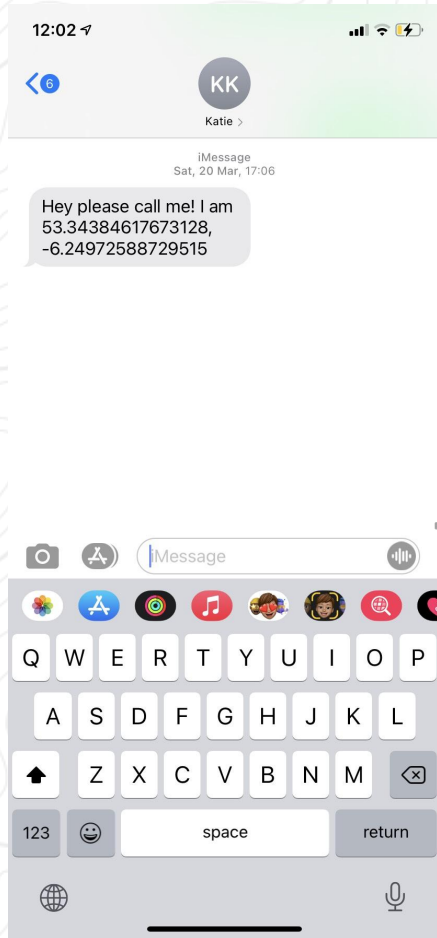 12:02
6
KK
Katie >
iMessage
Sat, 20 Mar, 17:06
Hey please call me! I am
53.34384617673128,
-6.24972588729515
iMessage
Q W E R T Y U I O P
A S D F G H J K L
Z X C V B N M
123 space return